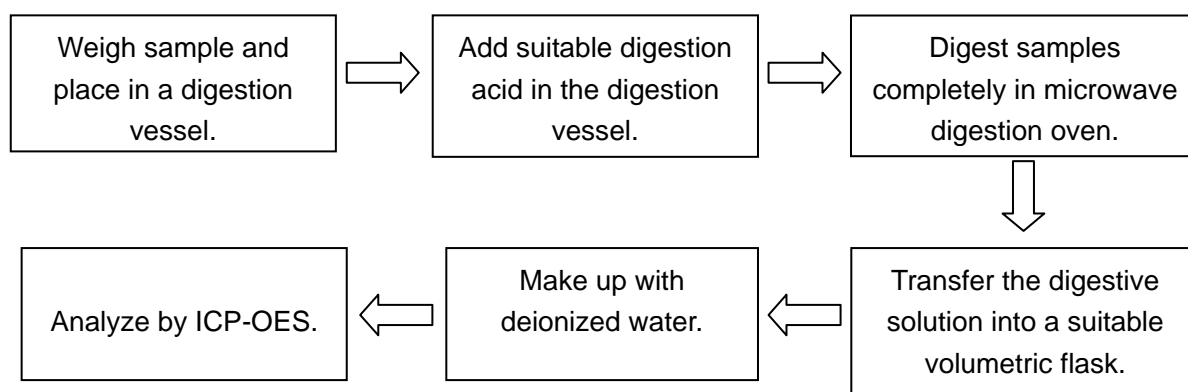 Weigh sample and
place in a digestion
vessel.
Add suitable digestion
acid in the digestion
vessel.
Digest samples
completely in microwave
digestion oven.
Transfer the digestive
solution into a suitable
volumetric flask.
Make up with
deionized water.
Analyze by ICP-OES.